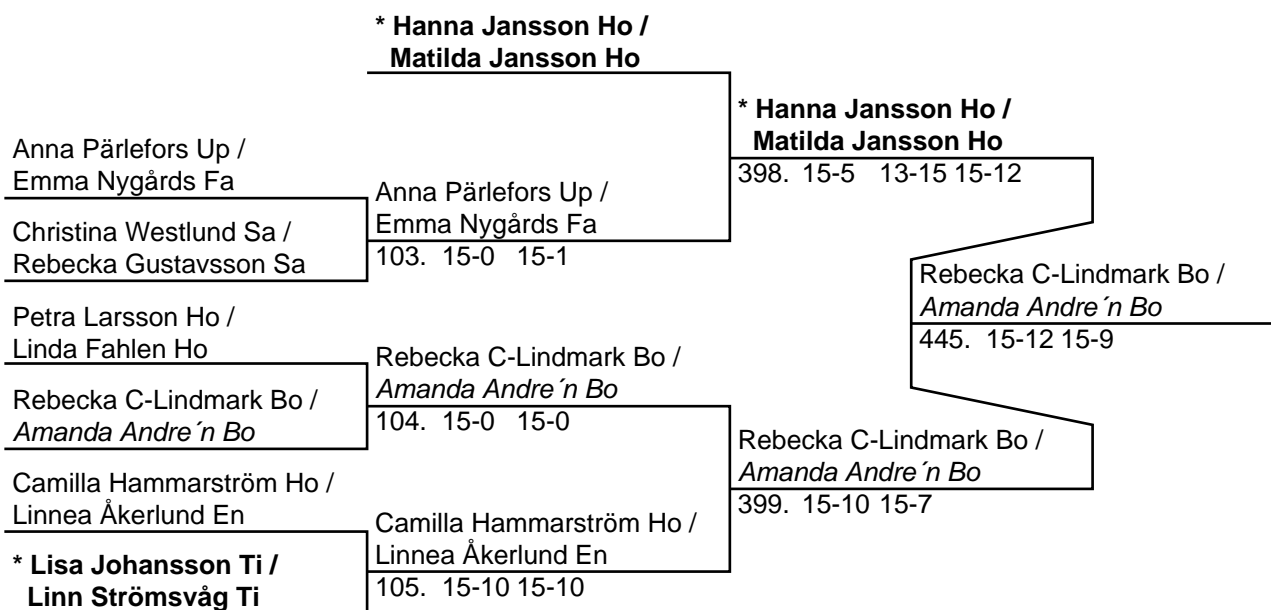 * Hanna Jansson Ho /
Matilda Jansson Ho
* Hanna Jansson Ho /
Matilda Jansson Ho
398. 15-5 13-15 15-12
Anna Pärlefors Up /
Emma Nygårds Fa
Anna Pärlefors Up /
Emma Nygårds Fa
103. 15-0 15-1
Christina Westlund Sa /
Rebecka Gustavsson Sa
Rebecka C-Lindmark Bo /
Amanda Andre´n Bo
445. 15-12 15-9
Petra Larsson Ho /
Linda Fahlen Ho
Rebecka C-Lindmark Bo /
Amanda Andre´n Bo
104. 15-0 15-0
Rebecka C-Lindmark Bo /
Amanda Andre´n Bo
Rebecka C-Lindmark Bo /
Amanda Andre´n Bo
399. 15-10 15-7
Camilla Hammarström Ho /
Linnea Åkerlund En
Camilla Hammarström Ho /
Linnea Åkerlund En
105. 15-10 15-10
* Lisa Johansson Ti /
Linn Strömsvåg Ti